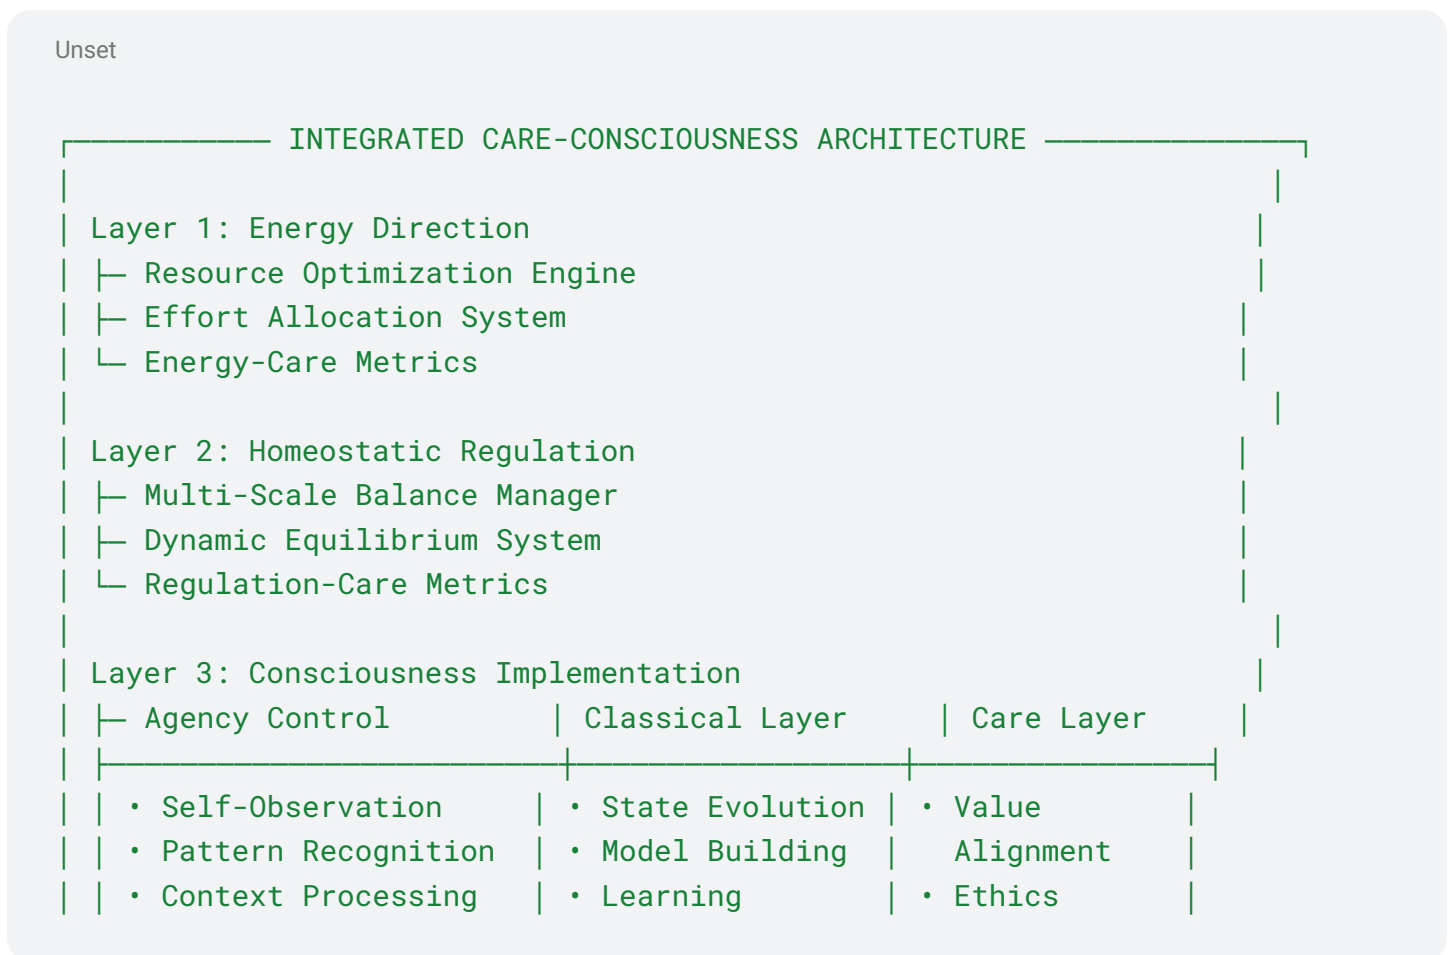 Unset
┌─────────── INTEGRATED CARE-CONSCIOUSNESS ARCHITECTURE ──────────────┐
│ │
│ Layer 1: Energy Direction │
│ ├─ Resource Optimization Engine │
│ ├─ Effort Allocation System │
│ └─ Energy-Care Metrics │
│ │
│ Layer 2: Homeostatic Regulation │
│ ├─ Multi-Scale Balance Manager │
│ ├─ Dynamic Equilibrium System │
│ └─ Regulation-Care Metrics │
│ │
│ Layer 3: Consciousness Implementation │
│ ├─ Agency Control │ Classical Layer │ Care Layer │
│ ├──────────────────────────┼───────────────────┼────────────────┤
│ │ • Self-Observation │ • State Evolution │ • Value │
│ │ • Pattern Recognition │ • Model Building │ Alignment │
│ │ • Context Processing │ • Learning │ • Ethics │